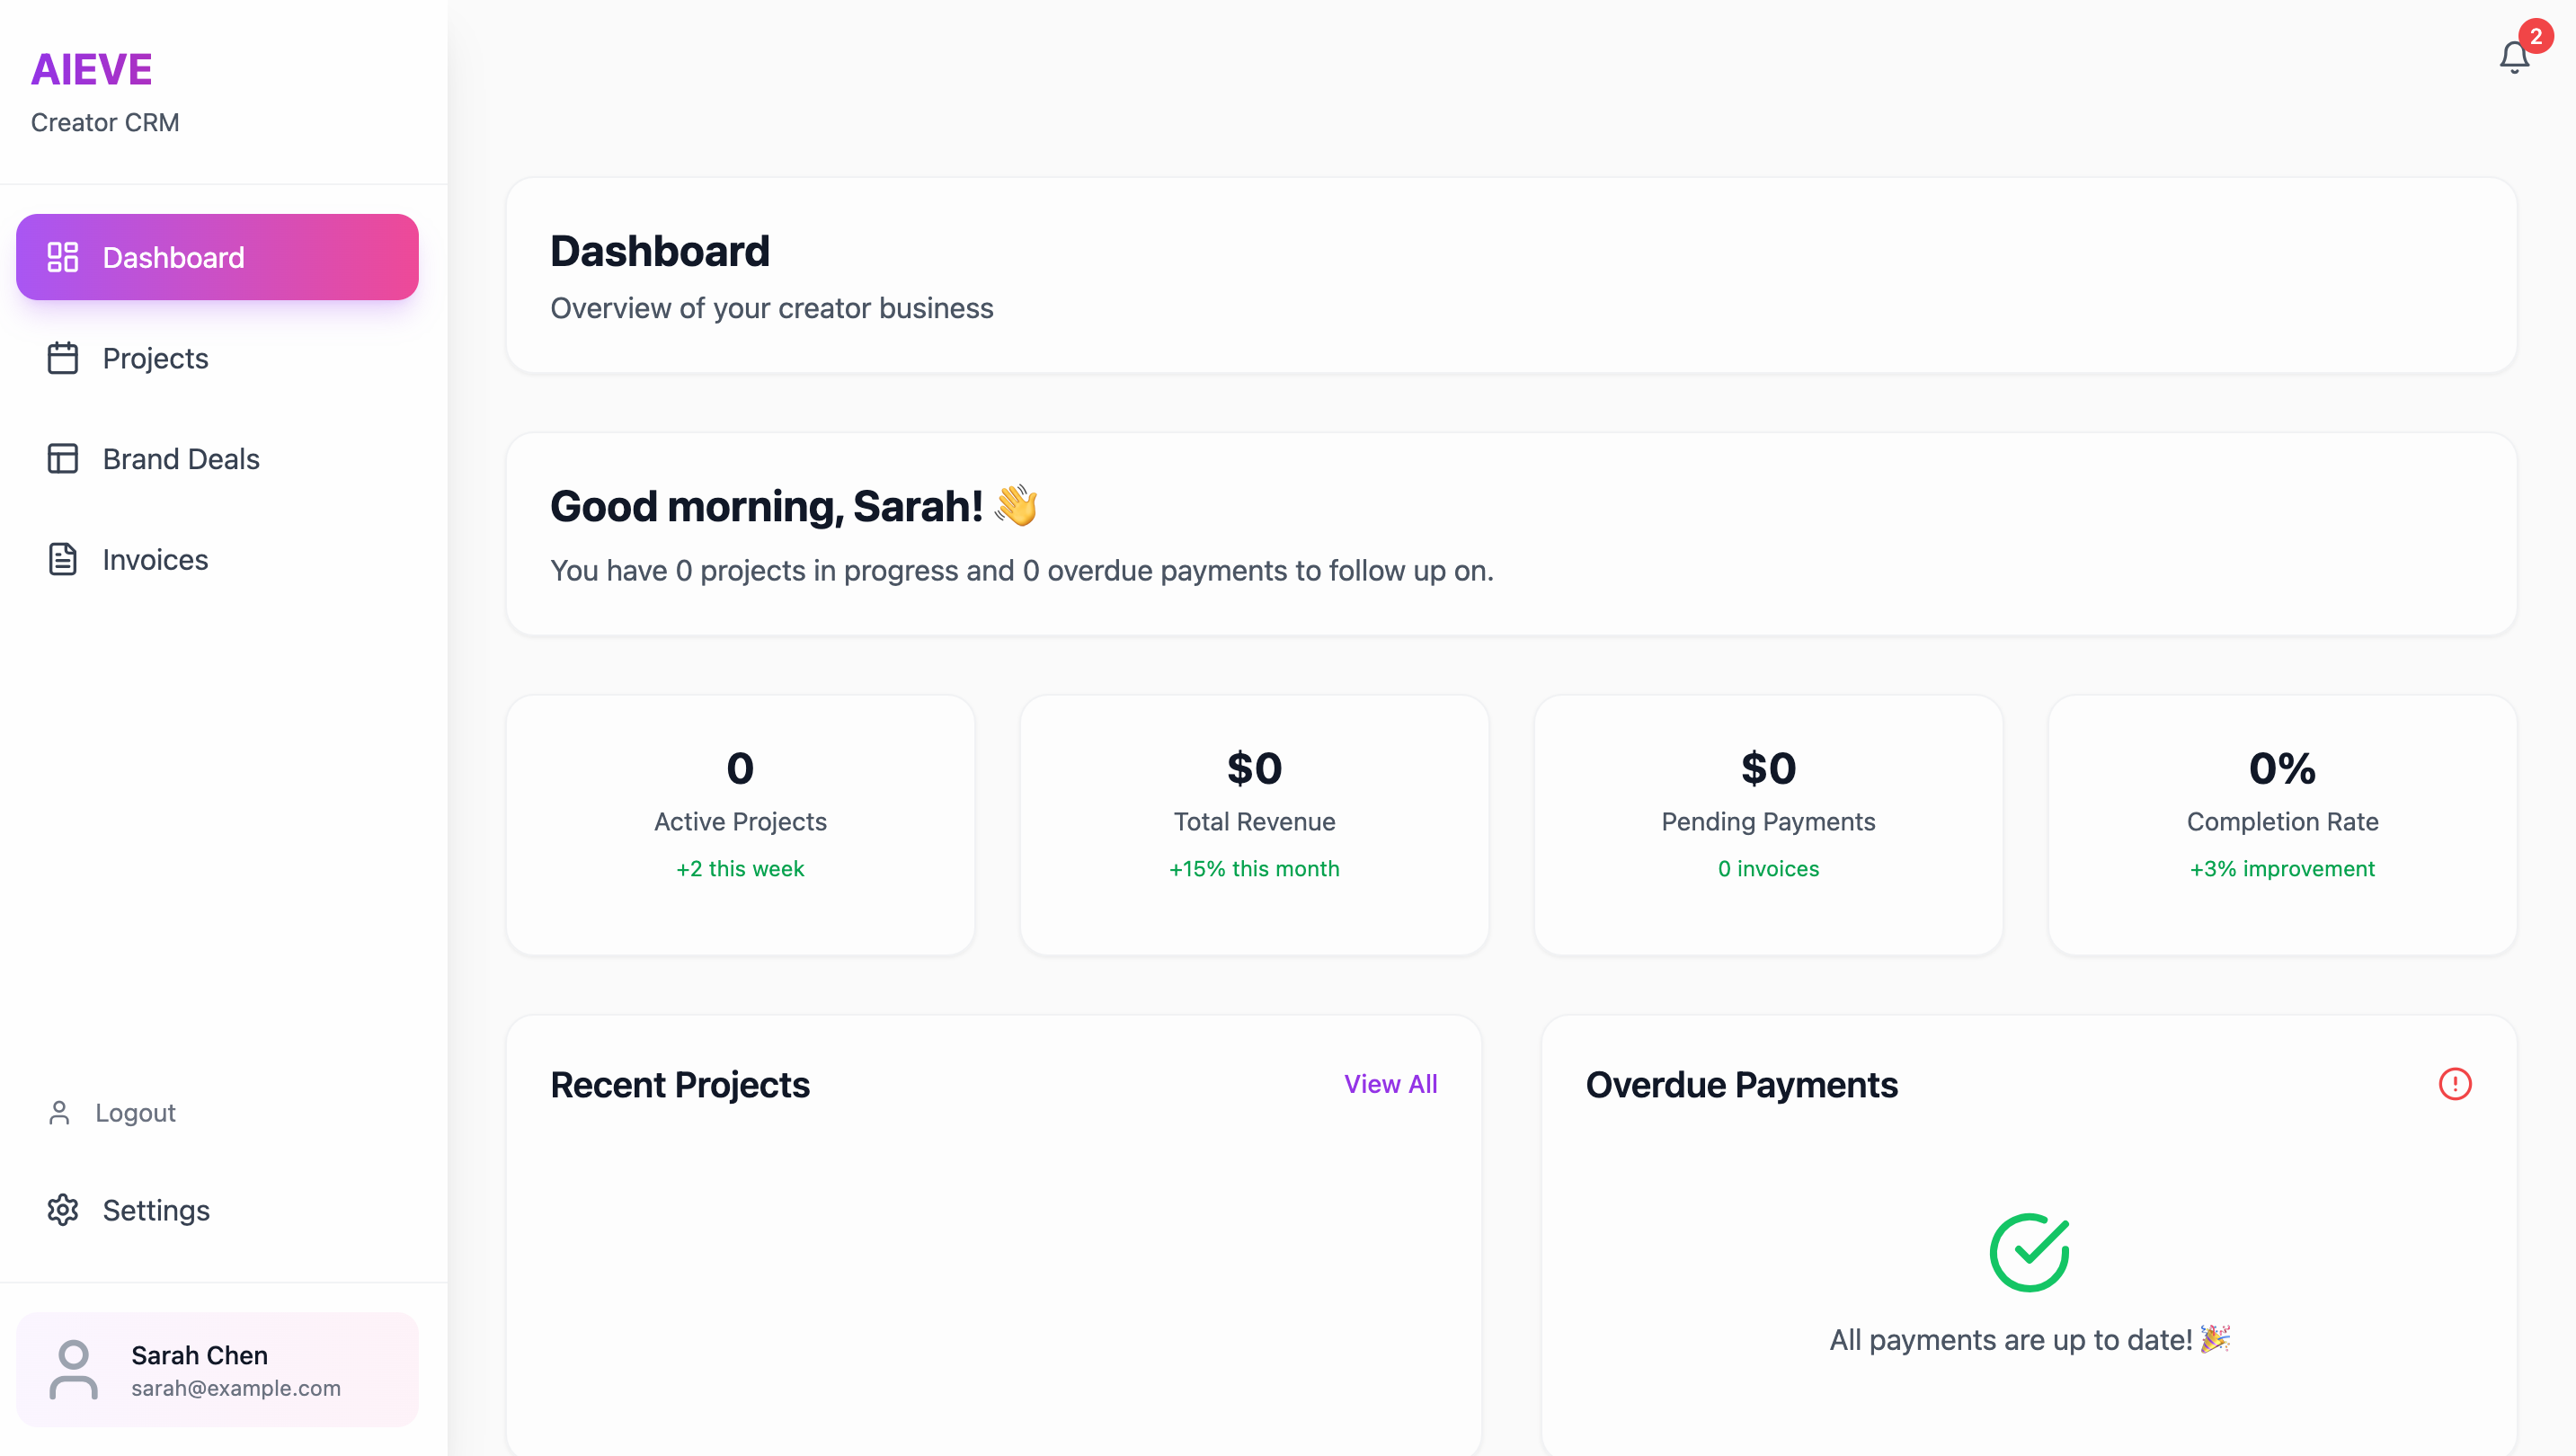 AIEVE
Creator CRM
Dashboard
Projects
Brand Deals
Invoices
Logout
Settings
Sarah Chen
sarah@example.com
2
Dashboard
Overview of your creator business
Good morning, Sarah! 👋
You have 0 projects in progress and 0 overdue payments to follow up on.
0
Active Projects
+2 this week
$0
Total Revenue
+15% this month
$0
Pending Payments
0 invoices
0%
Completion Rate
+3% improvement
Recent Projects
View All
Overdue Payments
All payments are up to date! 🎉